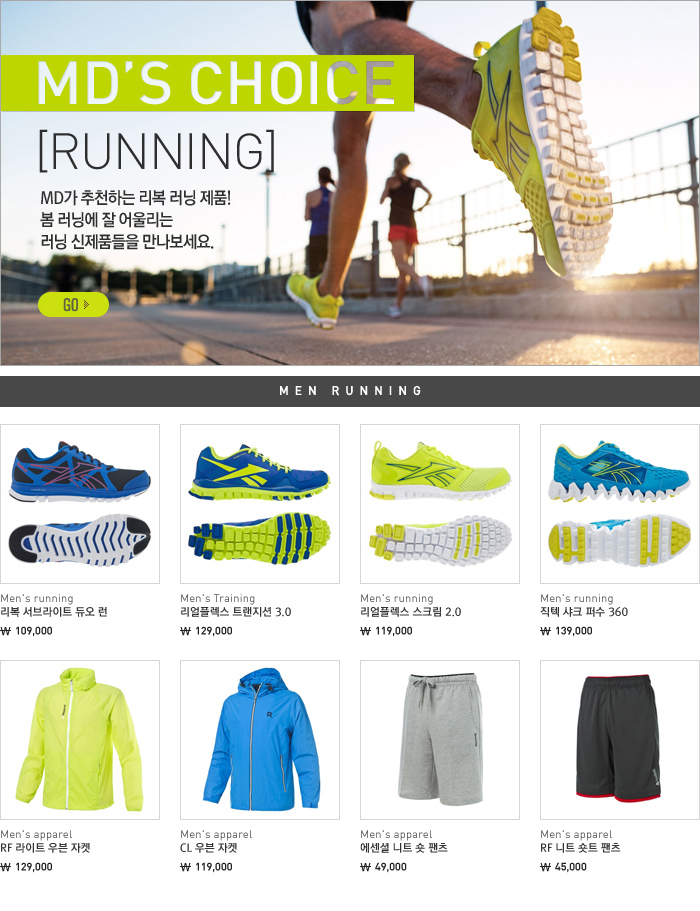 MD'S CHOICE
[RUNNING]
MD가 추천하는 리복 러닝 제품!
봄 러닝에 잘 어울리는
러닝 신제품들을 만나보세요.
GO
MEN RUNNING
Men's running
리복 서브라이트 듀오 런
₩ 109,000
Men's Training
리얼플렉스 트랜지션 3.0
₩ 129,000
Men's running
리얼플렉스 스크림 2.0
₩ 119,000
Men's running
직텍 샤크 퍼수 360
₩ 139,000
Men's apparel
RF 라이트 우븐 자켓
₩ 129,000
Men's apparel
CL 우븐 자켓
₩ 119,000
Men's apparel
에센셜 니트 숏 팬츠
₩ 49,000
Men's apparel
RF 니트 숏트 팬츠
₩ 45,000